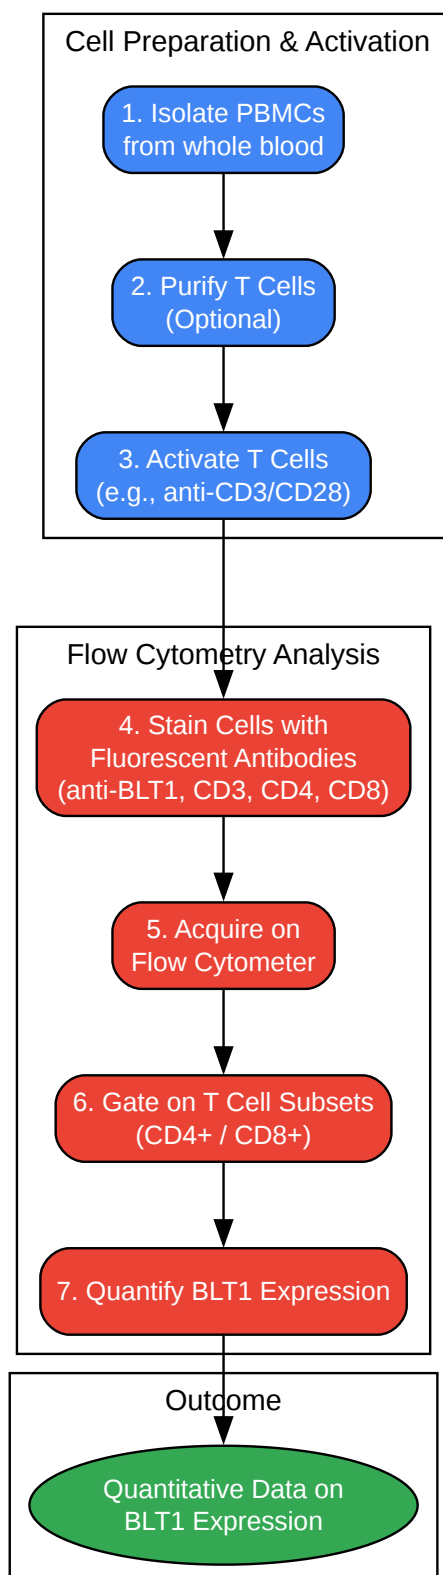 Cell Preparation & Activation
1. Isolate PBMCs
from whole blood
2. Purify T Cells
(Optional)
3. Activate T Cells
(e.g., anti-CD3/CD28)
Flow Cytometry Analysis
4. Stain Cells with
Fluorescent Antibodies
(anti-BLT1, CD3, CD4, CD8)
5. Acquire on
Flow Cytometer
6. Gate on T Cell Subsets
(CD4+ / CD8+)
7. Quantify BLT1 Expression
Outcome
Quantitative Data on
BLT1 Expression